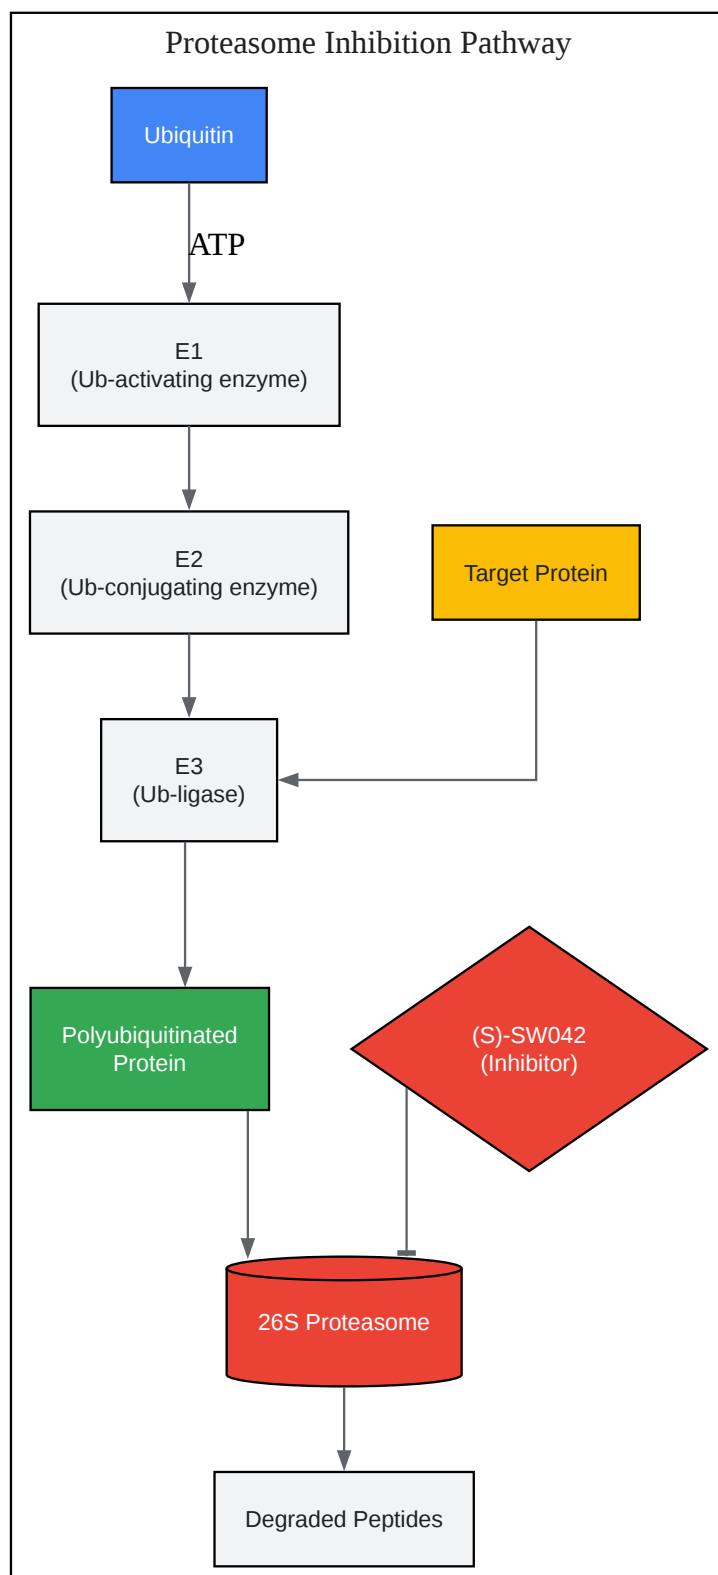 Proteasome Inhibition Pathway
Ubiquitin
ATP
E1
(Ub-activating enzyme)
E2
(Ub-conjugating enzyme)
Target Protein
E3
(Ub-ligase)
Polyubiquitinated
Protein
(S)-SW042
(Inhibitor)
26S Proteasome
Degraded Peptides